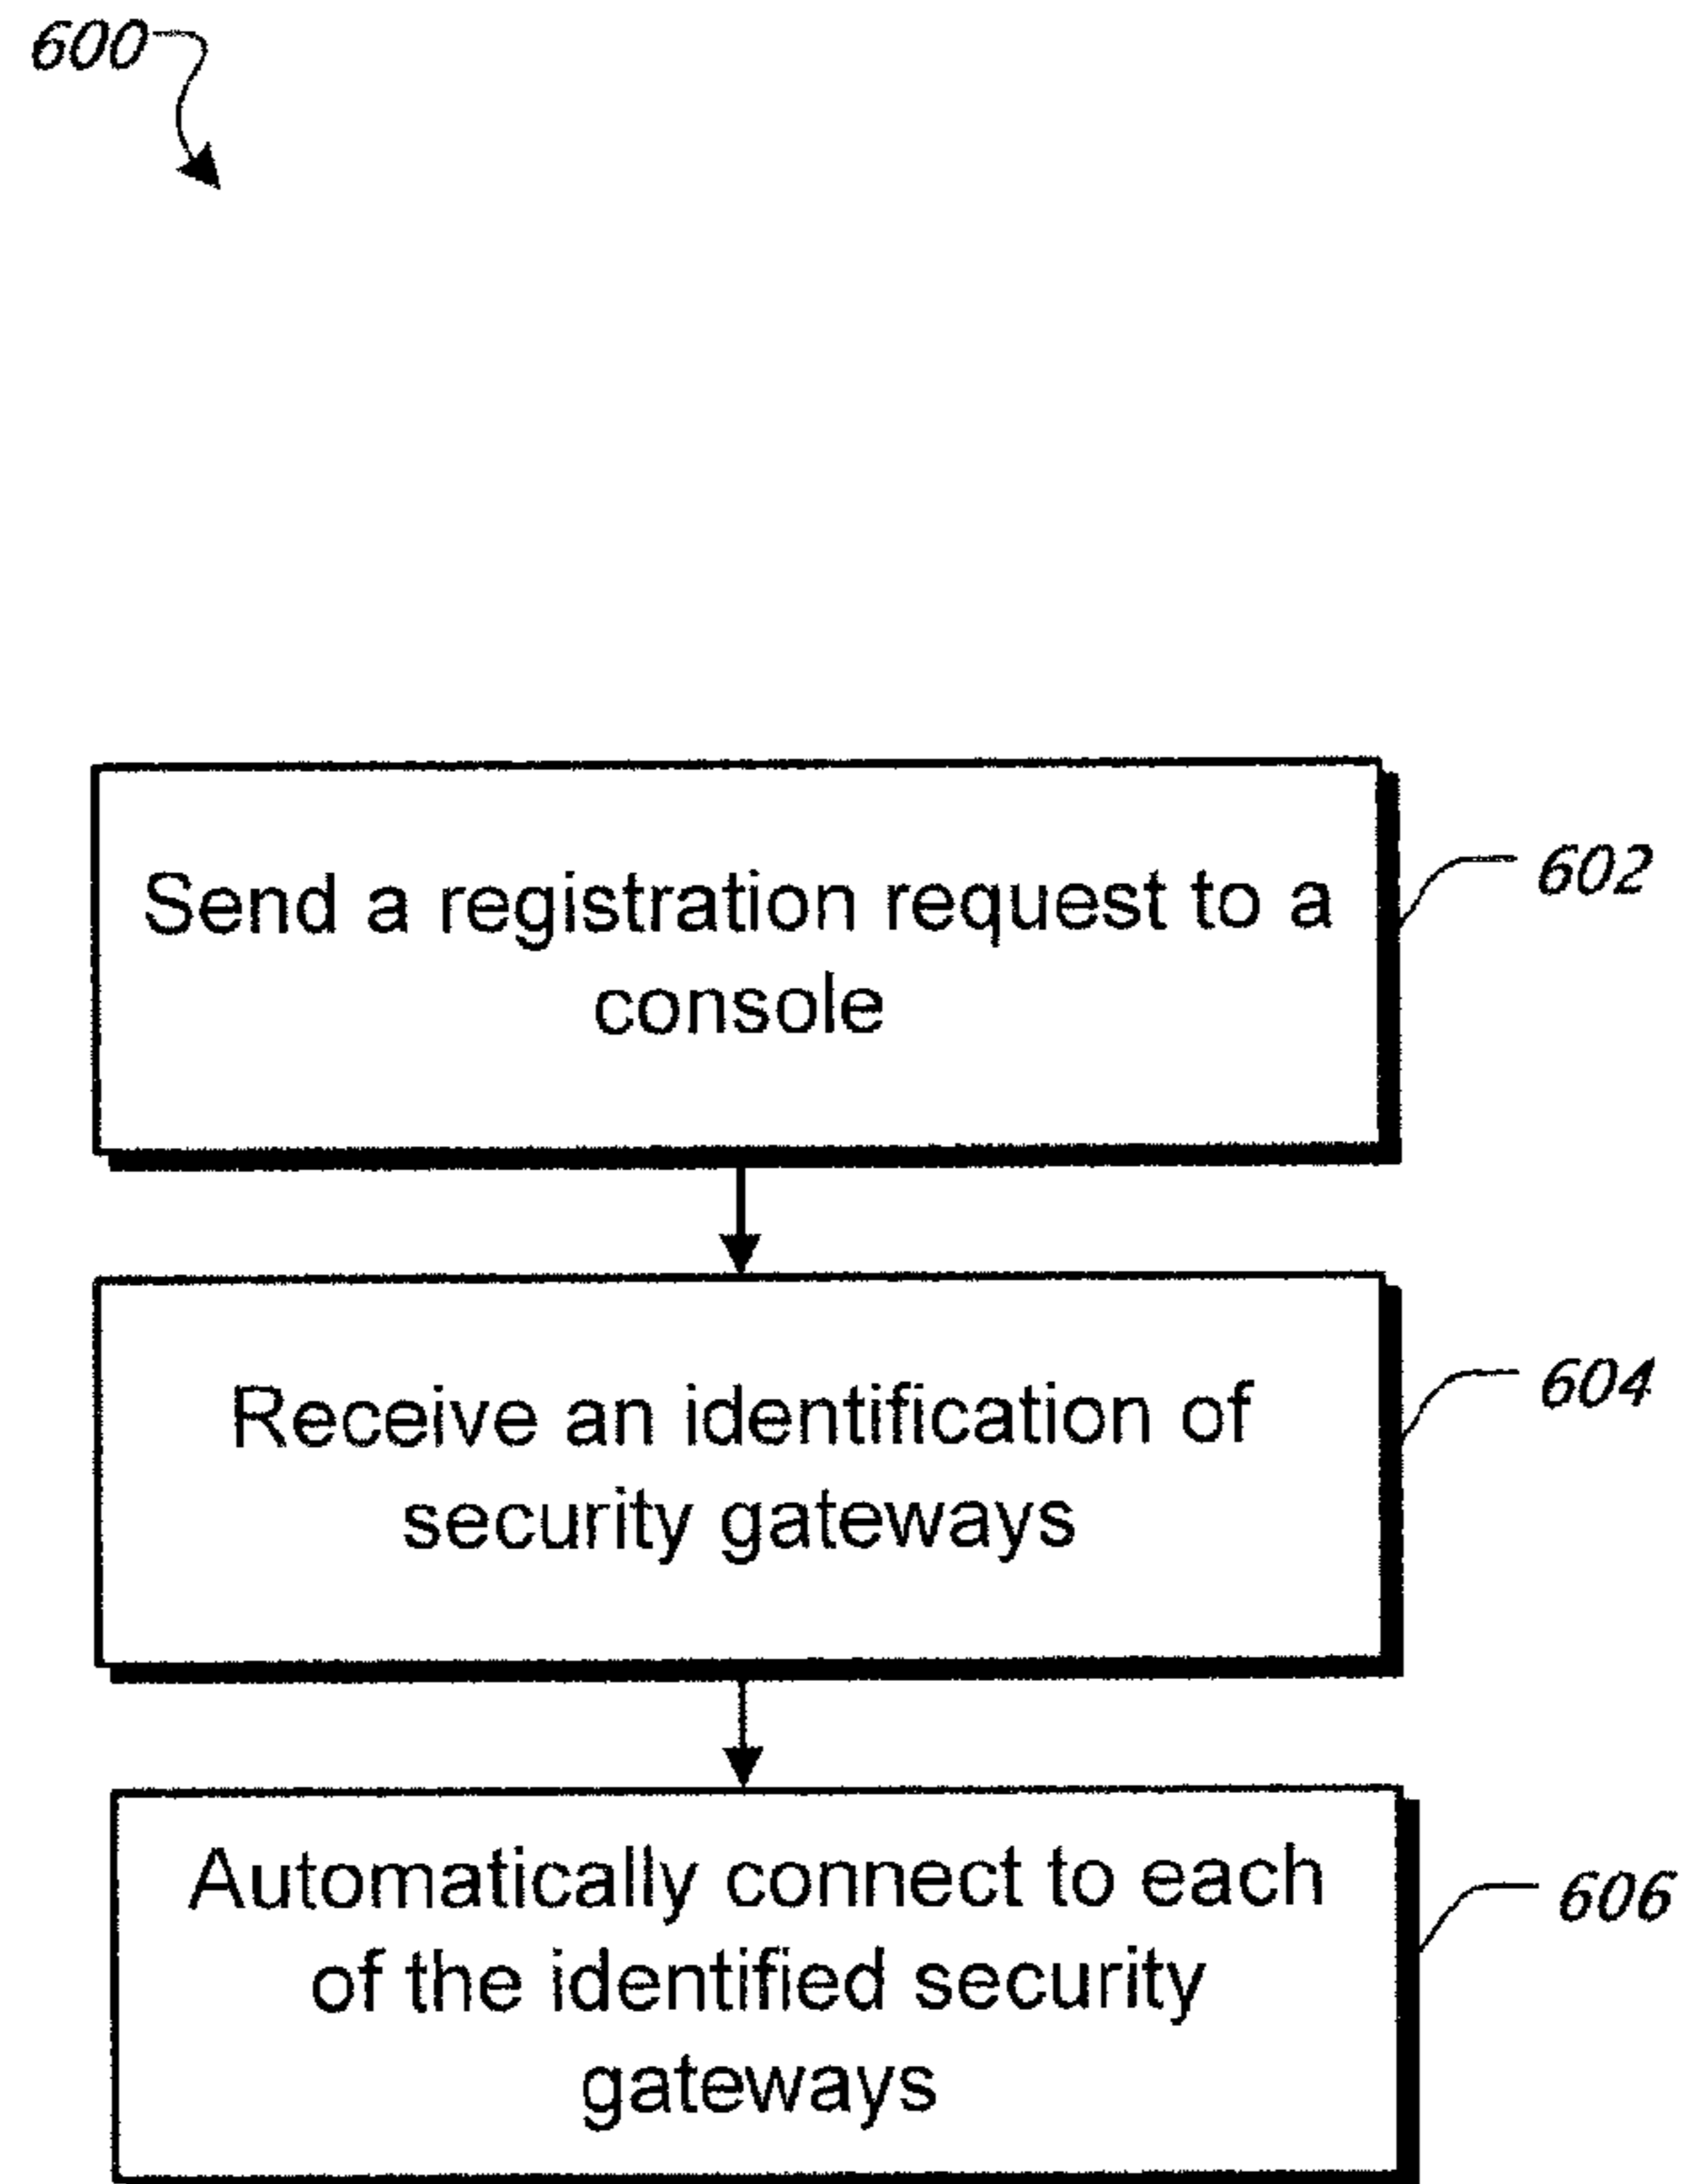 600
Send a registration request to a
console
602
Receive an identification of
security gateways
604
Automatically connect to each
of the identified security
gateways
606